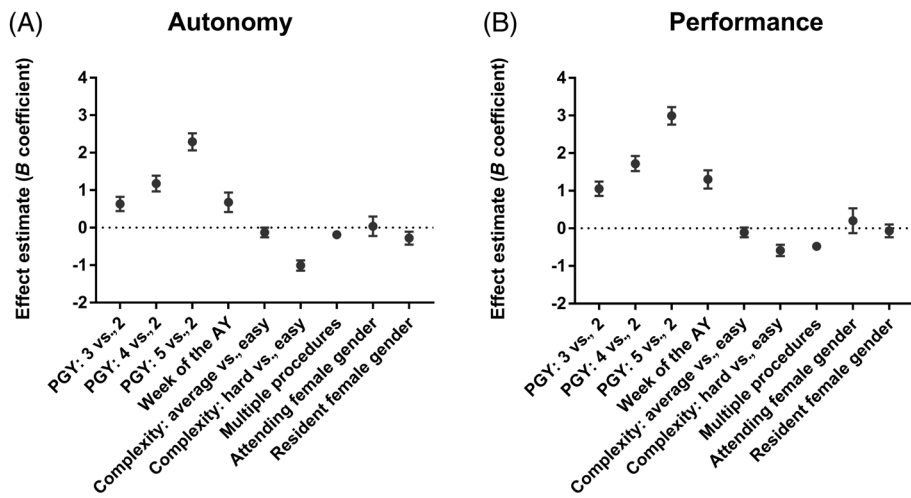 (A)
Autonomy
Effect estimate (B coefficient)
4
3
2
1
0
-1
-2
PGY: 3 vs., 2
PGY: 4 vs., 2
PGY: 5 vs., 2
Week of the AY
Complexity: average vs., easy
Complexity: hard vs., easy
Multiple procedures
Attending female gender
Resident female gender
(B)
Performance
Effect estimate (B coefficient)
4
3
2
1
0
-1
-2
PGY: 3 vs., 2
PGY: 4 vs., 2
PGY: 5 vs., 2
Week of the AY
Complexity: average vs., easy
Complexity: hard vs., easy
Multiple procedures
Attending female gender
Resident female gender